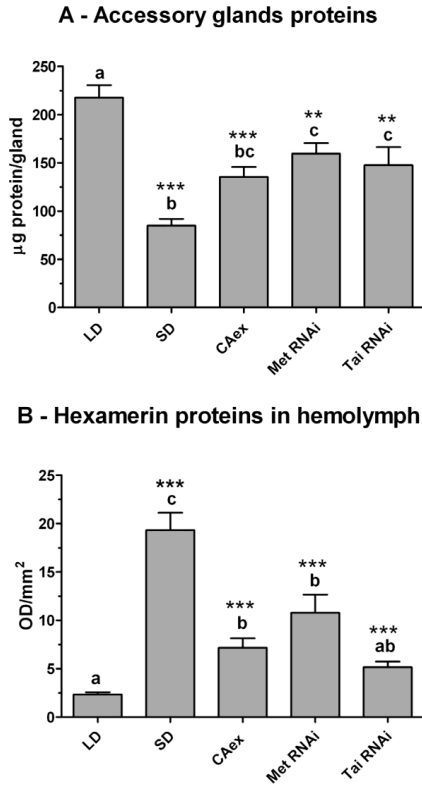 A - Accessory glands proteins
µg protein/gland
250
200
150
100
50
0
a
***
b
***
bc
**
c
**
c
LD
SD
CAex
Met RNAi
Tai RNAi
B - Hexamerin proteins in hemolymph
OD/mm²
25
20
15
10
5
0
a
***
c
***
b
***
b
***
ab
LD
SD
CAex
Met RNAi
Tai RNAi